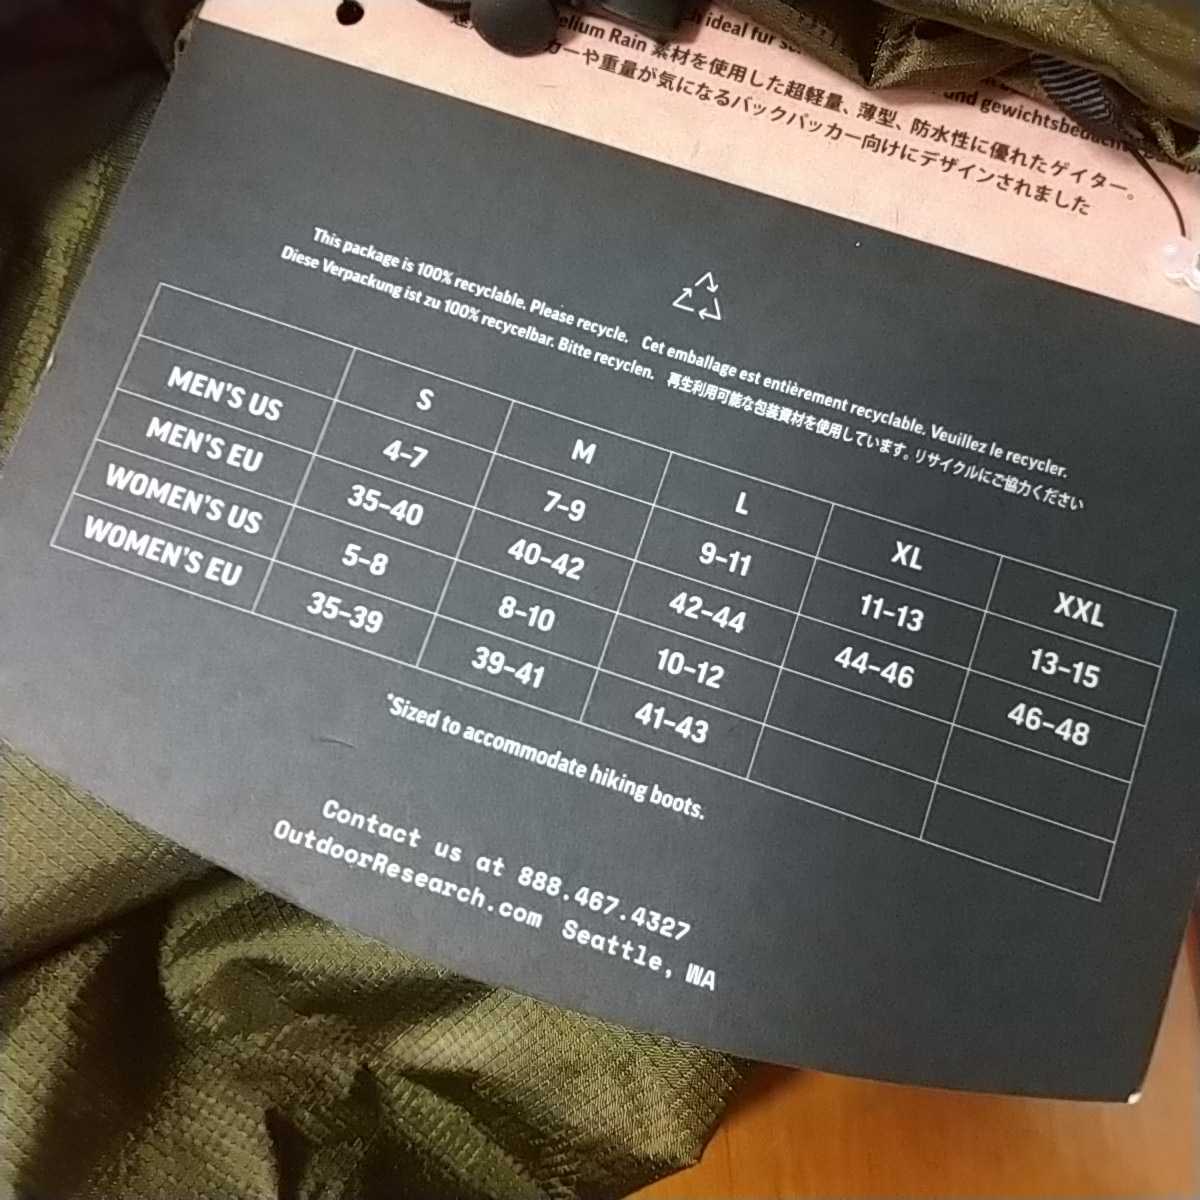 ideal für
elium Rain 素材を使用した超軽量、薄型、防水性に優れたゲイター。
カーや重量が気になるバックパッカー向けにデザインされました
und
This package is 100% recyclable. Please recycle. Cet emballage est entièrement recyclable. Veuillez le recycler.
Diese Verpackung ist zu 100% recycelbar. Bitte recyclen. 再生利用可能な包装資材を使用しています。リサイクルにご協力ください
S M L XL XXL
MEN'S US 4-7 7-9 9-11 11-13 13-15
MEN'S EU 35-40 40-42 42-44 44-46 46-48
WOMEN'S US 5-8 8-10 10-12
WOMEN'S EU 35-39 39-41 41-43
*Sized to accommodate hiking boots.
Contact us at 888.467.4327
OutdoorResearch.com Seattle, WA